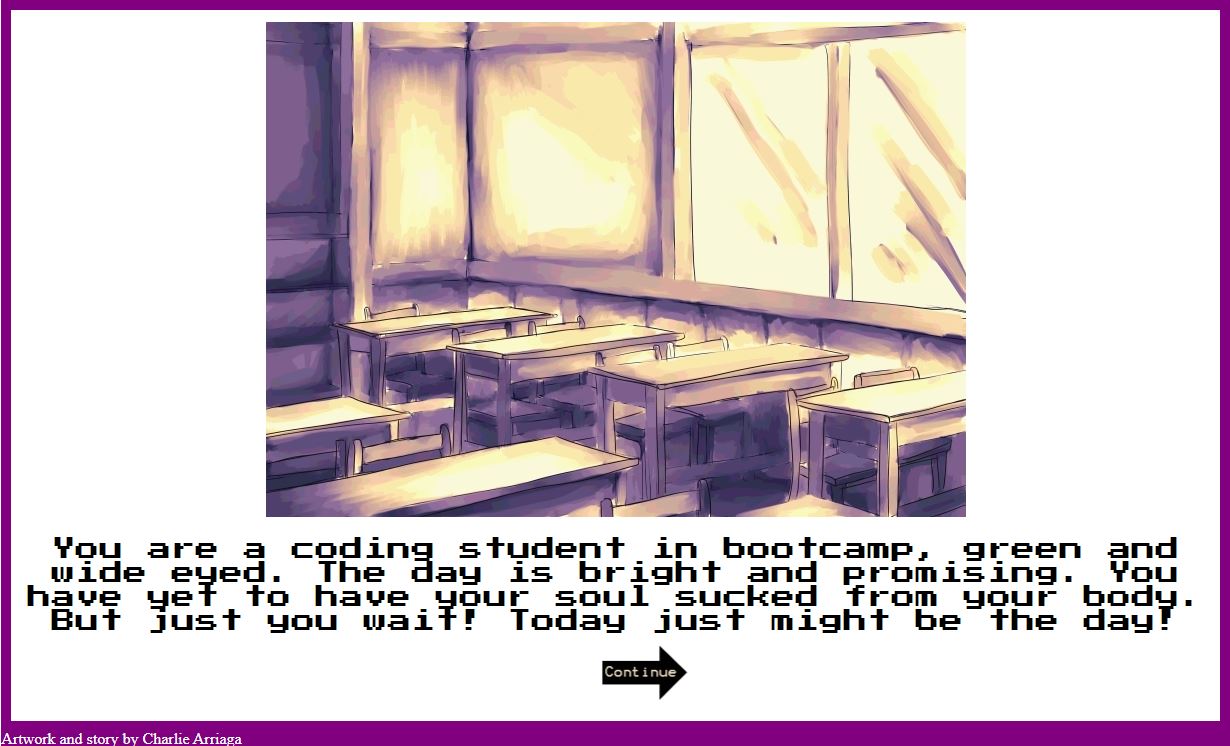 You are a coding student in bootcamp, green and
wide eyed. The day is bright and promising. You
have yet to have your soul sucked from your body.
But just you wait! Today just might be the day!
Continue
Artwork and story by Charlie Arriaga